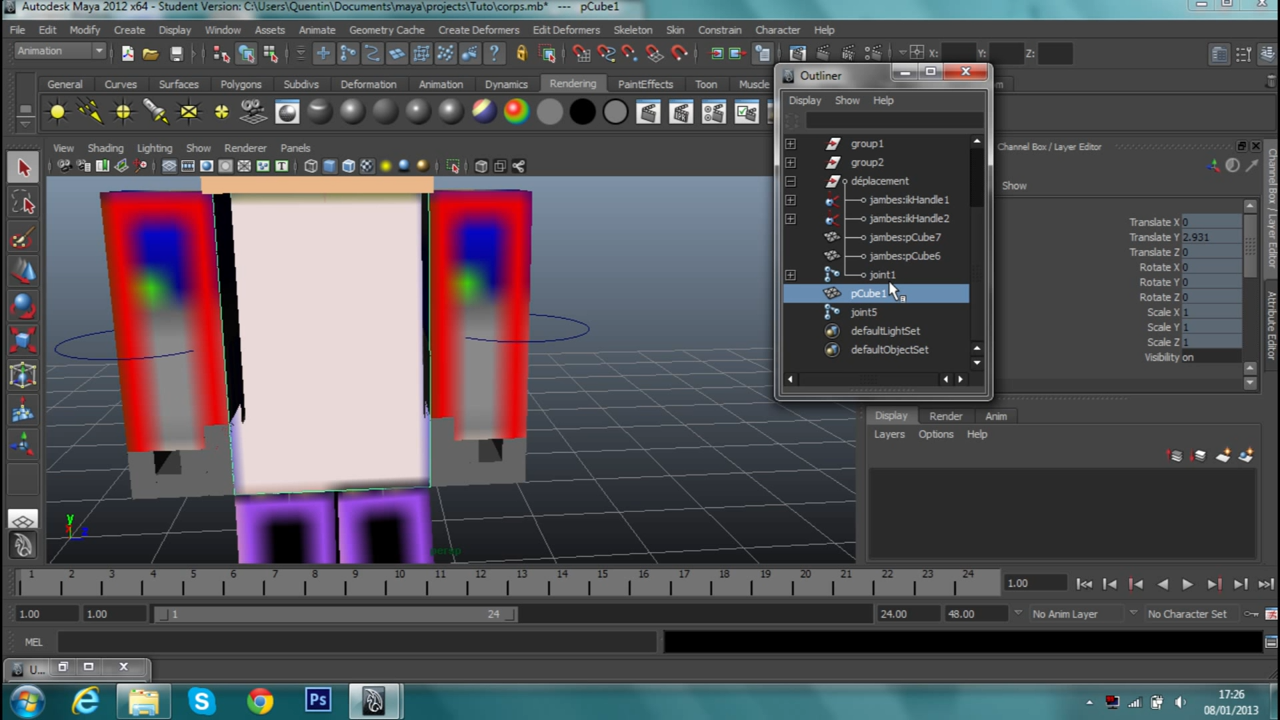 Autodesk Maya 2012 x64 - Student Version: C:\Users\Quentin\Documents\maya\projects\Tuto\corps.mb* --- pCube1
File Edit Modify Create Display Window Assets Animate Geometry Cache Create Deformers Edit Deformers Skeleton Skin Constrain Character Help
Animation X: Y: Z:
General Curves Surfaces Polygons Subdivs Deformation Animation Dynamics Rendering PaintEffects Toon Muscle
View Shading Lighting Show Renderer Panels
Outliner
Display Show Help
group1
group2
déplacement
jambes:ikHandle1
jambes:ikHandle2
jambes:pCube7
jambes:pCube6
joint1
pCube1
joint5
defaultLightSet
defaultObjectSet
Channel Box / Layer Editor
Show
Translate X 0
Translate Y 2.931
Translate Z 0
Rotate X 0
Rotate Y 0
Rotate Z 0
Scale X 1
Scale Y 1
Scale Z 1
Visibility on
Channel Box / Layer Editor
Attribute Editor
Display Render Anim
Layers Options Help
y
z
persp
1 2 3 4 5 6 7 8 9 10 11 12 13 14 15 16 17 18 19 20 21 22 23 24 1.00
1.00 1.00 1 24 24.00 48.00 No Anim Layer No Character Set
MEL
U...
Ps
17:26
08/01/2013